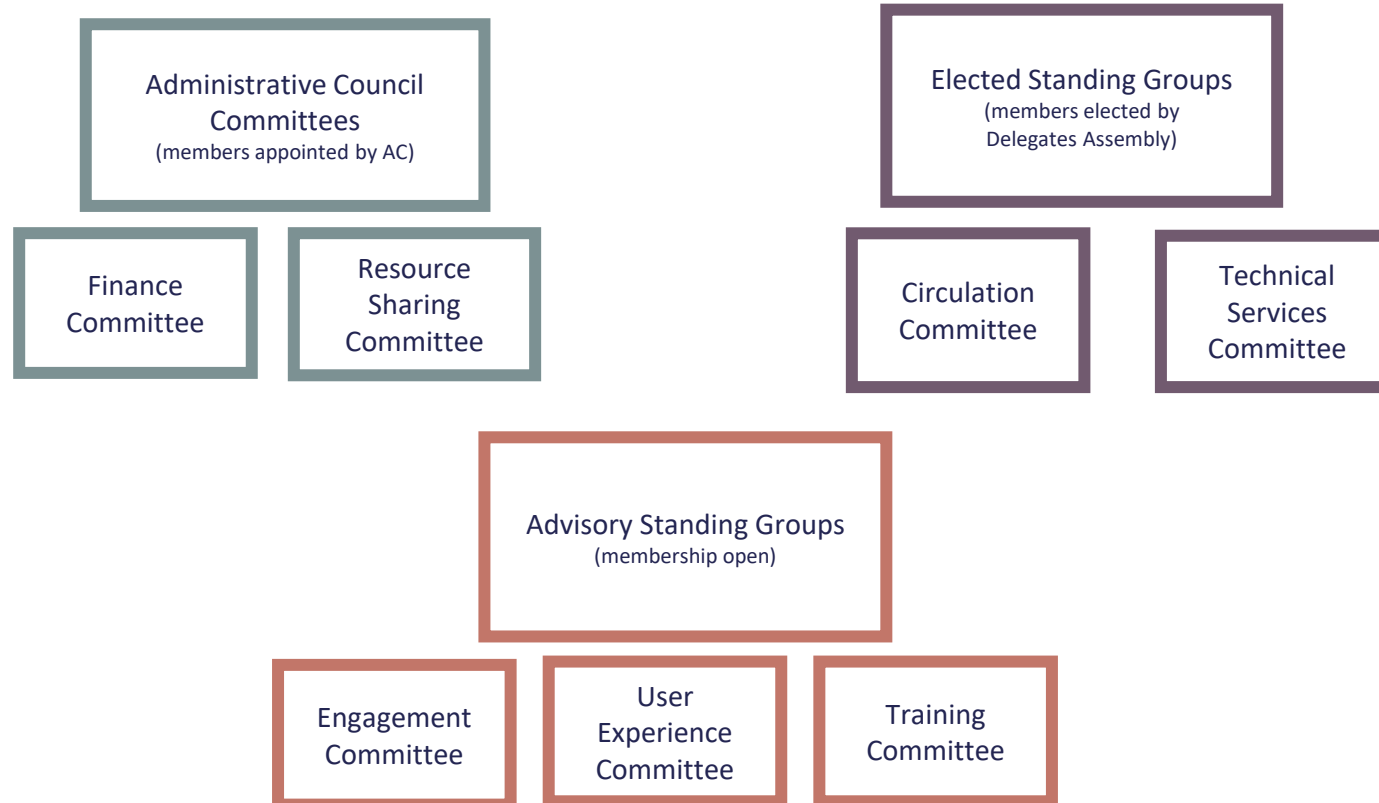 Administrative Council
Committees
(members appointed by AC)
Elected Standing Groups
(members elected by
Delegates Assembly)
Finance
Committee
Resource
Sharing
Committee
Circulation
Committee
Technical
Services
Committee
Advisory Standing Groups
(membership open)
Engagement
Committee
User
Experience
Committee
Training
Committee